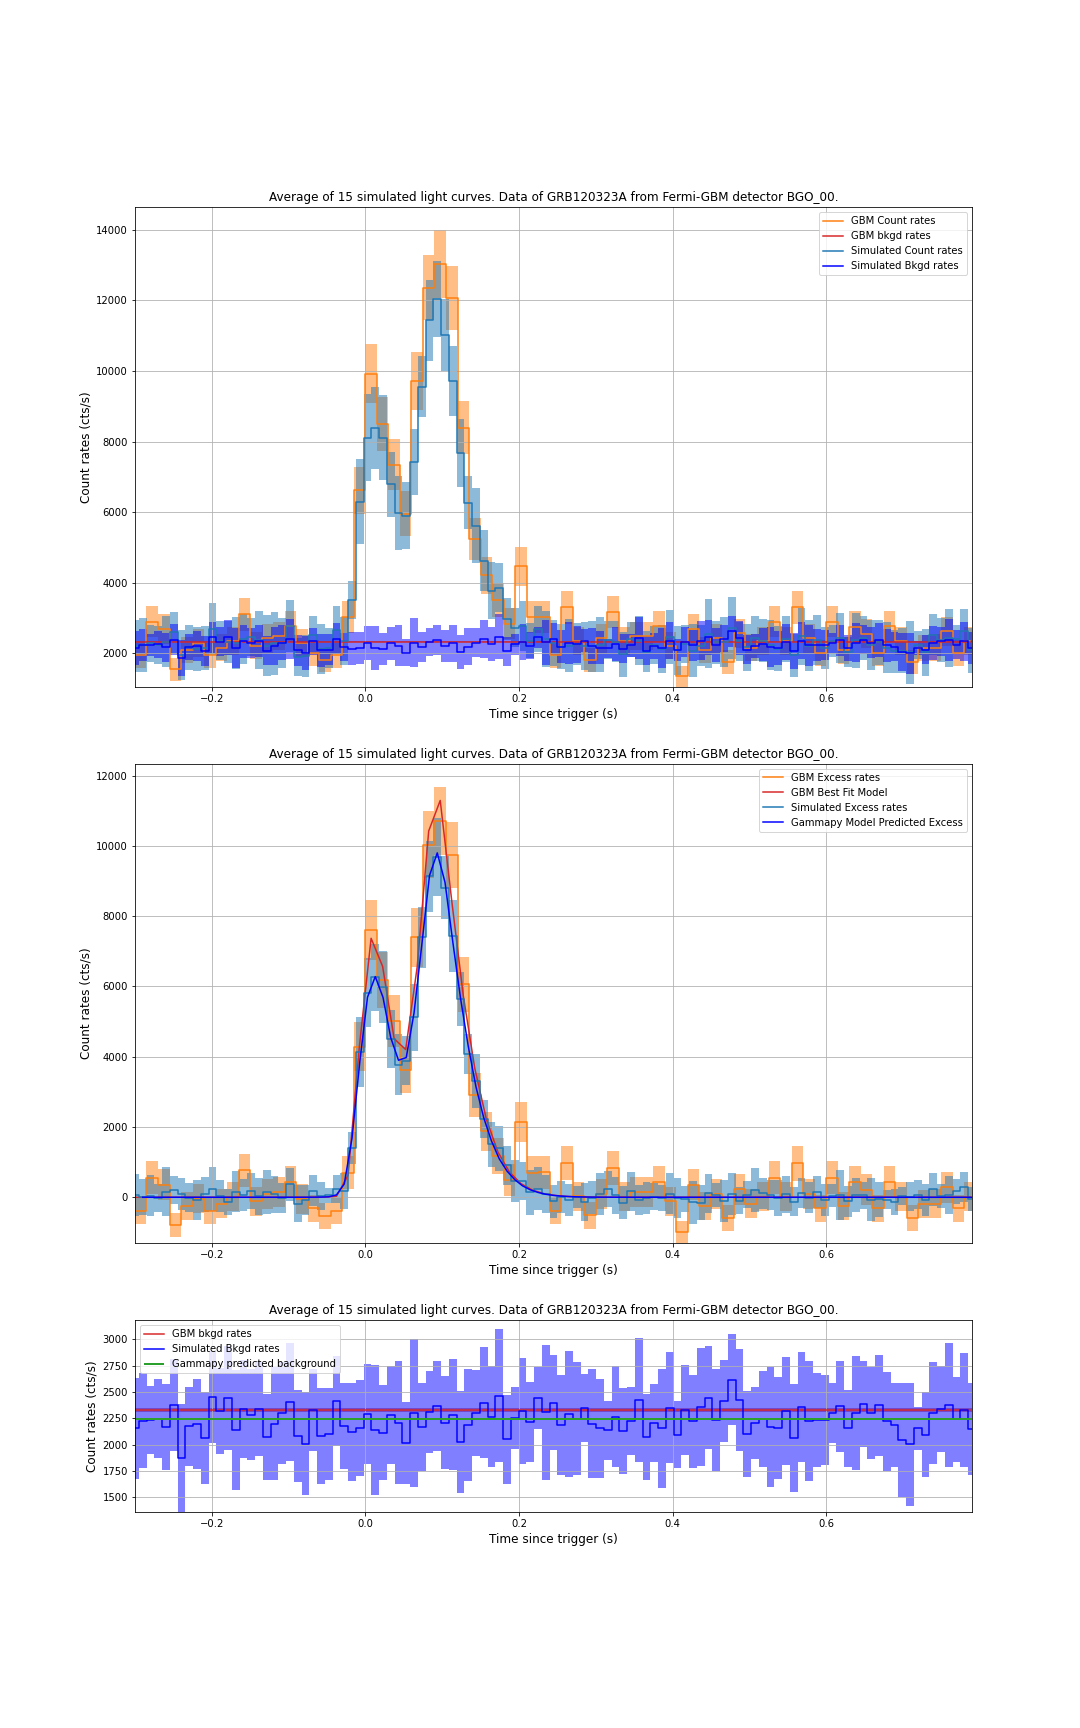 Average of 15 simulated light curves. Data of GRB120323A from Fermi-GBM detector BGO_00.
GBM Count rates
GBM bkgd rates
Simulated Count rates
Simulated Bkgd rates
14000
12000
10000
8000
6000
4000
2000
Count rates (cts/s)
−0.2 0.0 0.2 0.4 0.6
Time since trigger (s)
Average of 15 simulated light curves. Data of GRB120323A from Fermi-GBM detector BGO_00.
GBM Excess rates
GBM Best Fit Model
Simulated Excess rates
Gammapy Model Predicted Excess
12000
10000
8000
6000
4000
2000
0
Count rates (cts/s)
−0.2 0.0 0.2 0.4 0.6
Time since trigger (s)
Average of 15 simulated light curves. Data of GRB120323A from Fermi-GBM detector BGO_00.
GBM bkgd rates
Simulated Bkgd rates
Gammapy predicted background
3000
2750
2500
2250
2000
1750
1500
Count rates (cts/s)
−0.2 0.0 0.2 0.4 0.6
Time since trigger (s)